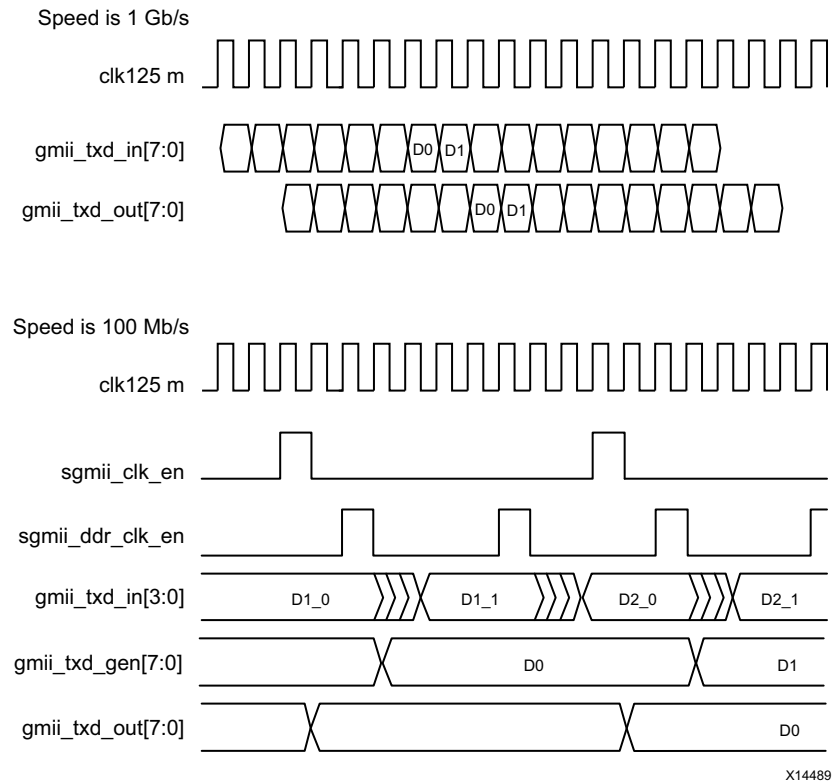 Speed is 1 Gb/s
clk125 m
gmii_txd_in[7:0] D0 D1
gmii_txd_out[7:0] D0 D1
Speed is 100 Mb/s
clk125 m
sgmii_clk_en
sgmii_ddr_clk_en
gmii_txd_in[3:0] D1_0 D1_1 D2_0 D2_1
gmii_txd_gen[7:0] D0 D1
gmii_txd_out[7:0] D0
X14489